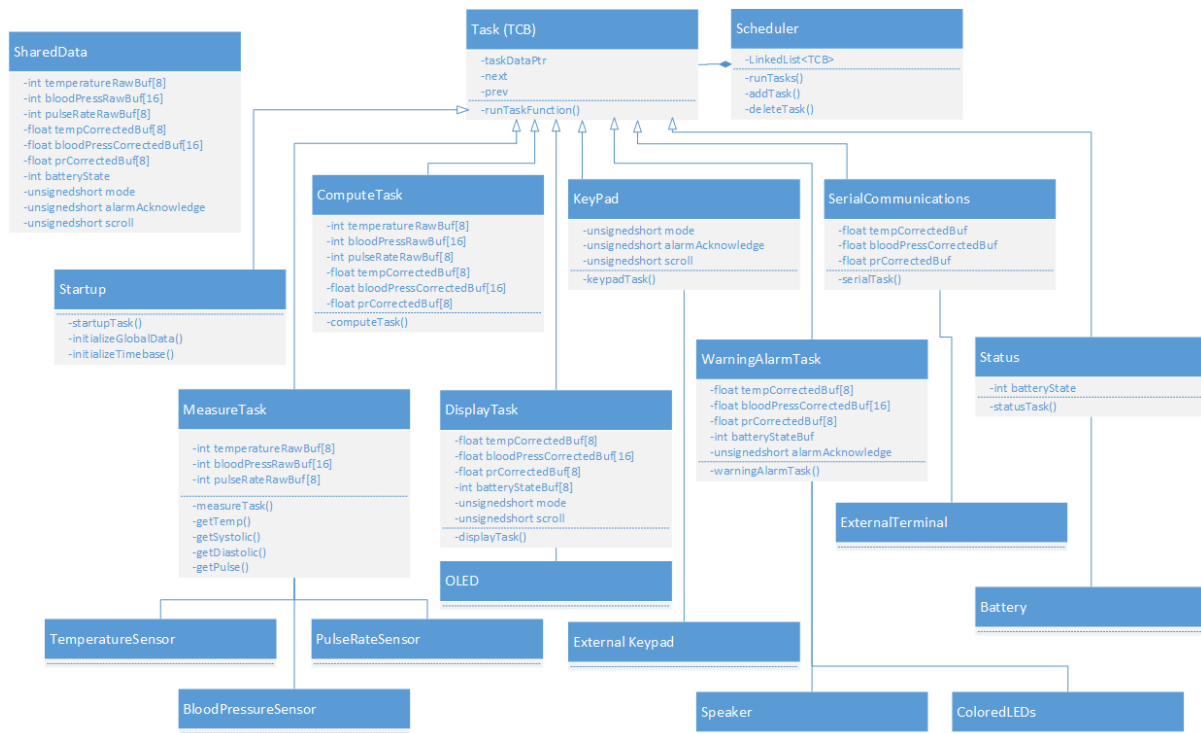 SharedData
-int temperatureRawBuf[8]
-int bloodPressRawBuf[16]
-int pulseRateRawBuf[8]
-float tempCorrectedBuf[8]
-float bloodPressCorrectedBuf[16]
-float prCorrectedBuf[8]
-int batteryState
-unsignedshort mode
-unsignedshort alarmAcknowledge
-unsignedshort scroll
Task (TCB)
-taskDataPtr
-next
-prev
-runTaskFunction()
Scheduler
-LinkedList<TCB>
-runTasks()
-addTask()
-deleteTask()
Startup
-startupTask()
-initializeGlobalData()
-initializeTimebase()
ComputeTask
-int temperatureRawBuf[8]
-int bloodPressRawBuf[16]
-int pulseRateRawBuf[8]
-float tempCorrectedBuf[8]
-float bloodPressCorrectedBuf[16]
-float prCorrectedBuf[8]
-computeTask()
KeyPad
-unsignedshort mode
-unsignedshort alarmAcknowledge
-unsignedshort scroll
-keypadTask()
SerialCommunications
-float tempCorrectedBuf
-float bloodPressCorrectedBuf
-float prCorrectedBuf
-serialTask()
MeasureTask
-int temperatureRawBuf[8]
-int bloodPressRawBuf[16]
-int pulseRateRawBuf[8]
-measureTask()
-getTemp()
-getSystolic()
-getDiastolic()
-getPulse()
DisplayTask
-float tempCorrectedBuf[8]
-float bloodPressCorrectedBuf[16]
-float prCorrectedBuf[8]
-int batteryStateBuf[8]
-unsignedshort mode
-unsignedshort scroll
-displayTask()
WarningAlarmTask
-float tempCorrectedBuf[8]
-float bloodPressCorrectedBuf[16]
-float prCorrectedBuf[8]
-int batteryStateBuf
-unsignedshort alarmAcknowledge
-warningAlarmTask()
Status
-int batteryState
-statusTask()
ExternalTerminal
OLED
Battery
TemperatureSensor
PulseRateSensor
External Keypad
BloodPressureSensor
Speaker
ColoredLEDs